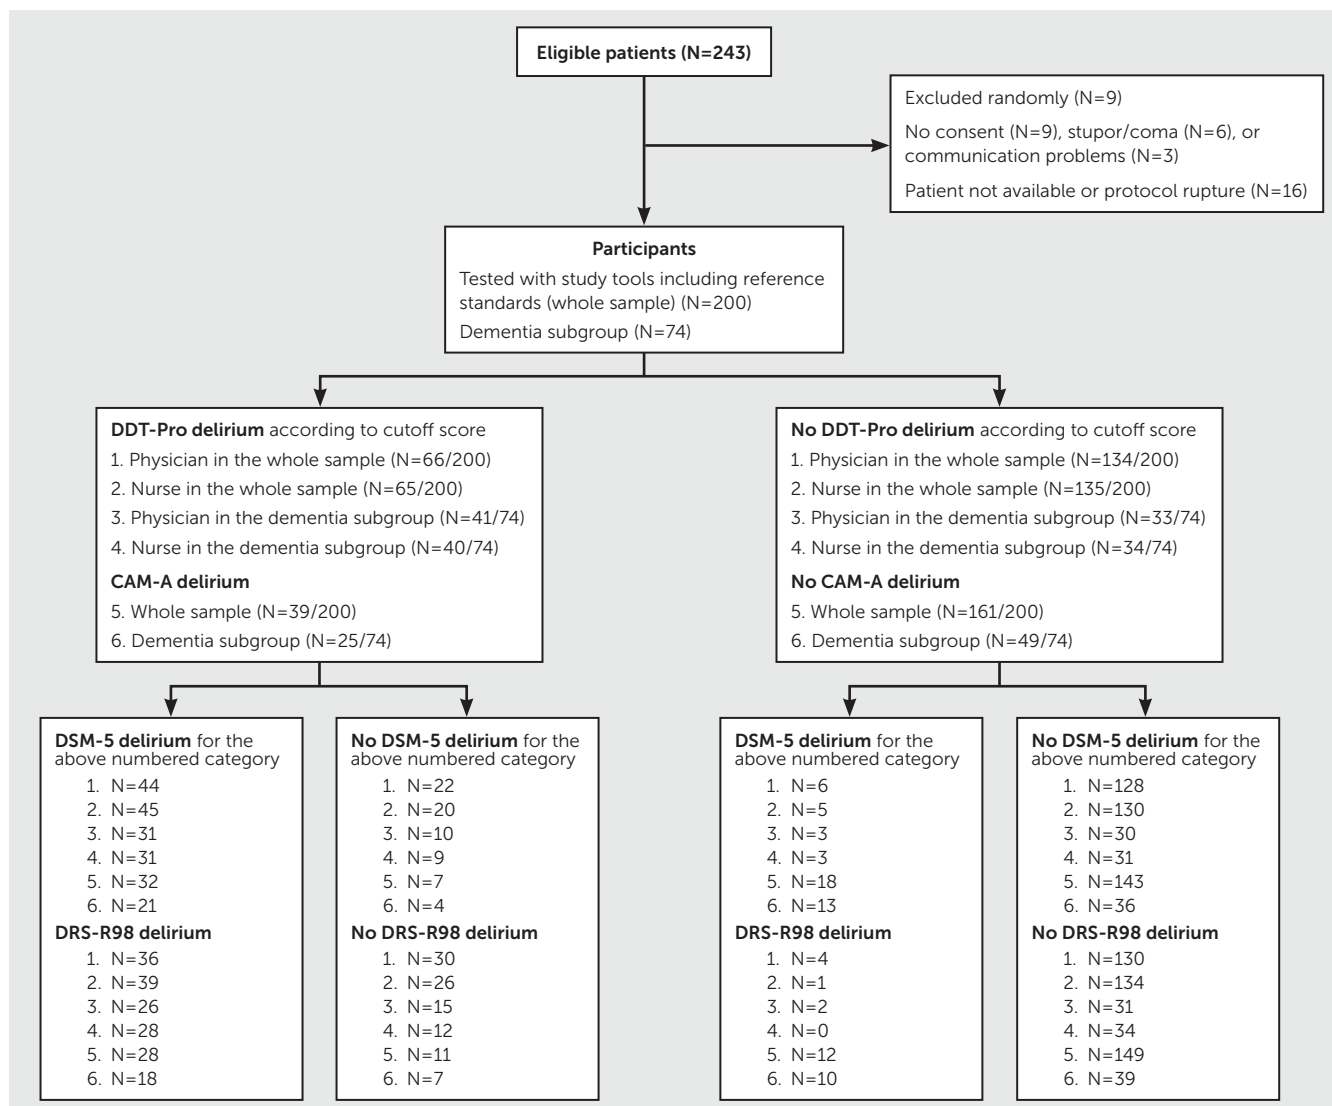 Eligible patients (N=243)
Excluded randomly (N=9)
No consent (N=9), stupor/coma (N=6), or
communication problems (N=3)
Patient not available or protocol rupture (N=16)
Participants
Tested with study tools including reference
standards (whole sample) (N=200)
Dementia subgroup (N=74)
DDT-Pro delirium according to cutoff score
1. Physician in the whole sample (N=66/200)
2. Nurse in the whole sample (N=65/200)
3. Physician in the dementia subgroup (N=41/74)
4. Nurse in the dementia subgroup (N=40/74)
CAM-A delirium
5. Whole sample (N=39/200)
6. Dementia subgroup (N=25/74)
No DDT-Pro delirium according to cutoff score
1. Physician in the whole sample (N=134/200)
2. Nurse in the whole sample (N=135/200)
3. Physician in the dementia subgroup (N=33/74)
4. Nurse in the dementia subgroup (N=34/74)
No CAM-A delirium
5. Whole sample (N=161/200)
6. Dementia subgroup (N=49/74)
DSM-5 delirium for the
above numbered category
1. N=44
2. N=45
3. N=31
4. N=31
5. N=32
6. N=21
DRS-R98 delirium
1. N=36
2. N=39
3. N=26
4. N=28
5. N=28
6. N=18
No DSM-5 delirium for the
above numbered category
1. N=22
2. N=20
3. N=10
4. N=9
5. N=7
6. N=4
No DRS-R98 delirium
1. N=30
2. N=26
3. N=15
4. N=12
5. N=11
6. N=7
DSM-5 delirium for the
above numbered category
1. N=6
2. N=5
3. N=3
4. N=3
5. N=18
6. N=13
DRS-R98 delirium
1. N=4
2. N=1
3. N=2
4. N=0
5. N=12
6. N=10
No DSM-5 delirium for the
above numbered category
1. N=128
2. N=130
3. N=30
4. N=31
5. N=143
6. N=36
No DRS-R98 delirium
1. N=130
2. N=134
3. N=31
4. N=34
5. N=149
6. N=39